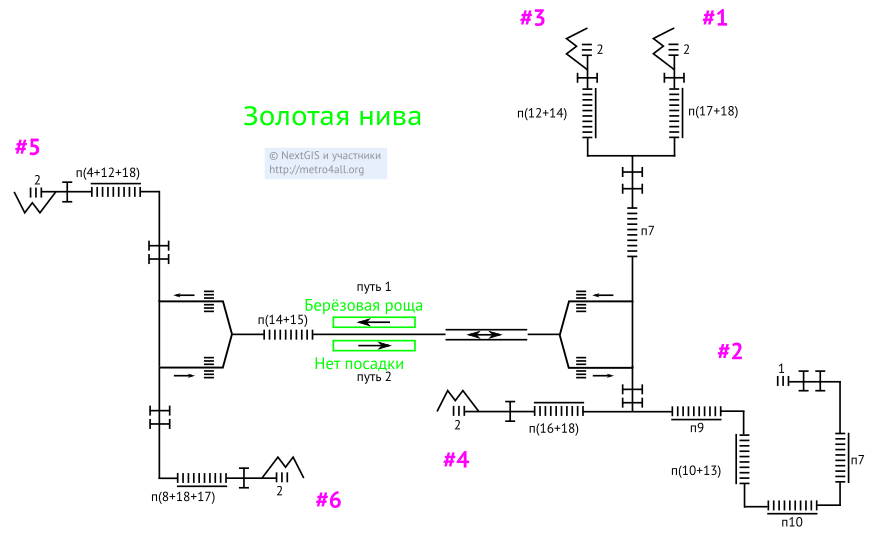 #3
#1
2
2
п(12+14)
п(17+18)
Золотая нива
#5
© NextGIS и участники
http://metro4all.org
п(4+12+18)
2
п7
путь 1
Берёзовая роща
п(14+15)
Нет посадки
путь 2
#2
1
2
п(16+18)
п9
#4
п(10+13)
п7
п(8+18+17)
2
#6
п10